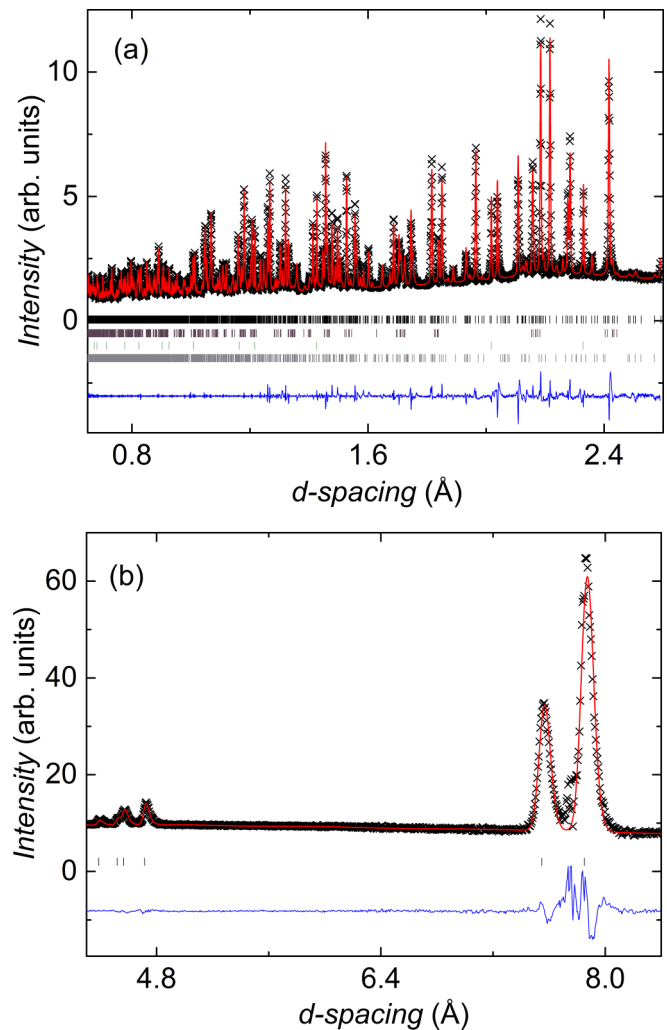 (a)
10
5
0
Intensity (arb. units)
0.8 1.6 2.4
d-spacing (Å)
(b)
60
40
20
0
Intensity (arb. units)
4.8 6.4 8.0
d-spacing (Å)